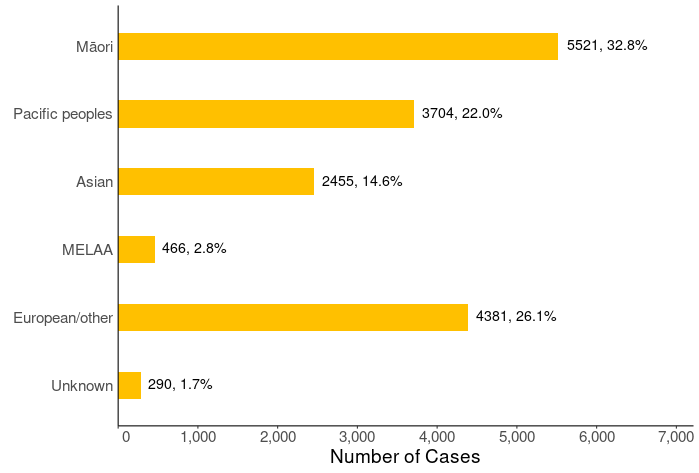 Māori 5521, 32.8%
Pacific peoples 3704, 22.0%
Asian 2455, 14.6%
MELAA 466, 2.8%
European/other 4381, 26.1%
Unknown 290, 1.7%
0 1,000 2,000 3,000 4,000 5,000 6,000 7,000
Number of Cases